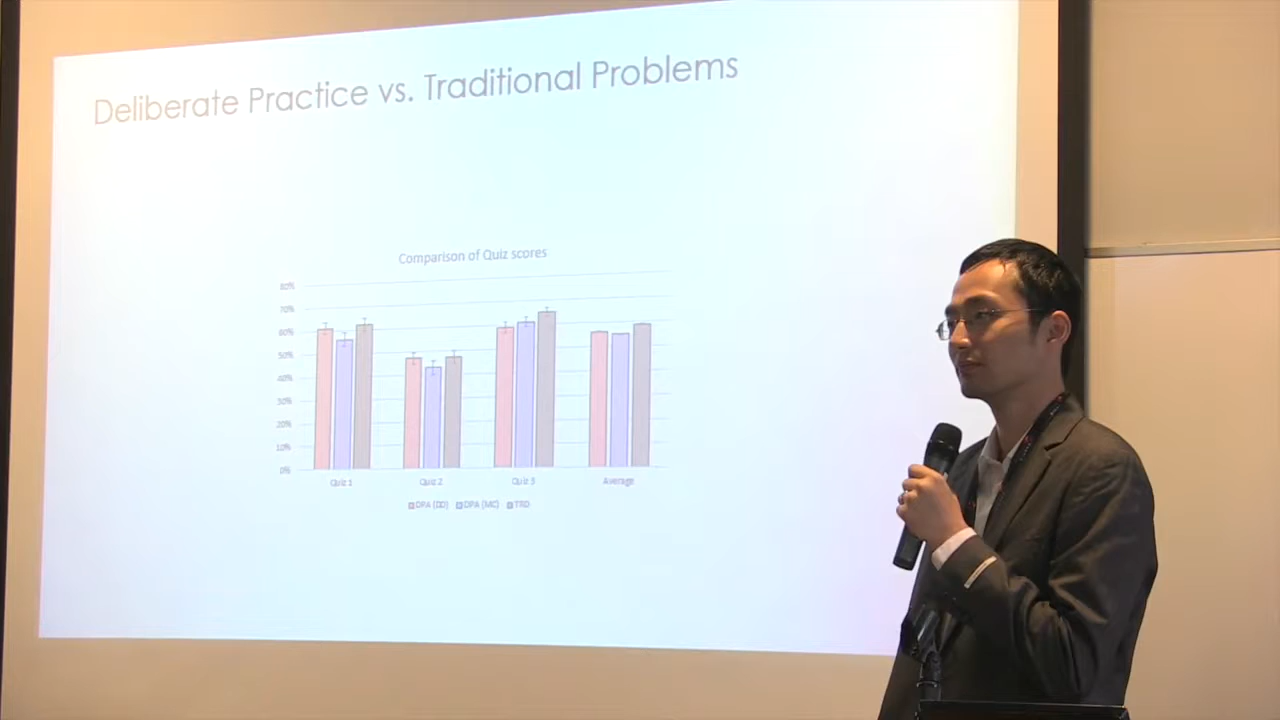 Deliberate Practice vs. Traditional Problems
Comparison of Quiz scores
80%
70%
60%
50%
40%
30%
20%
10%
0%
Quiz 1 Quiz 2 Quiz 3 Average
DPA (DD) DPA (MC) TRD